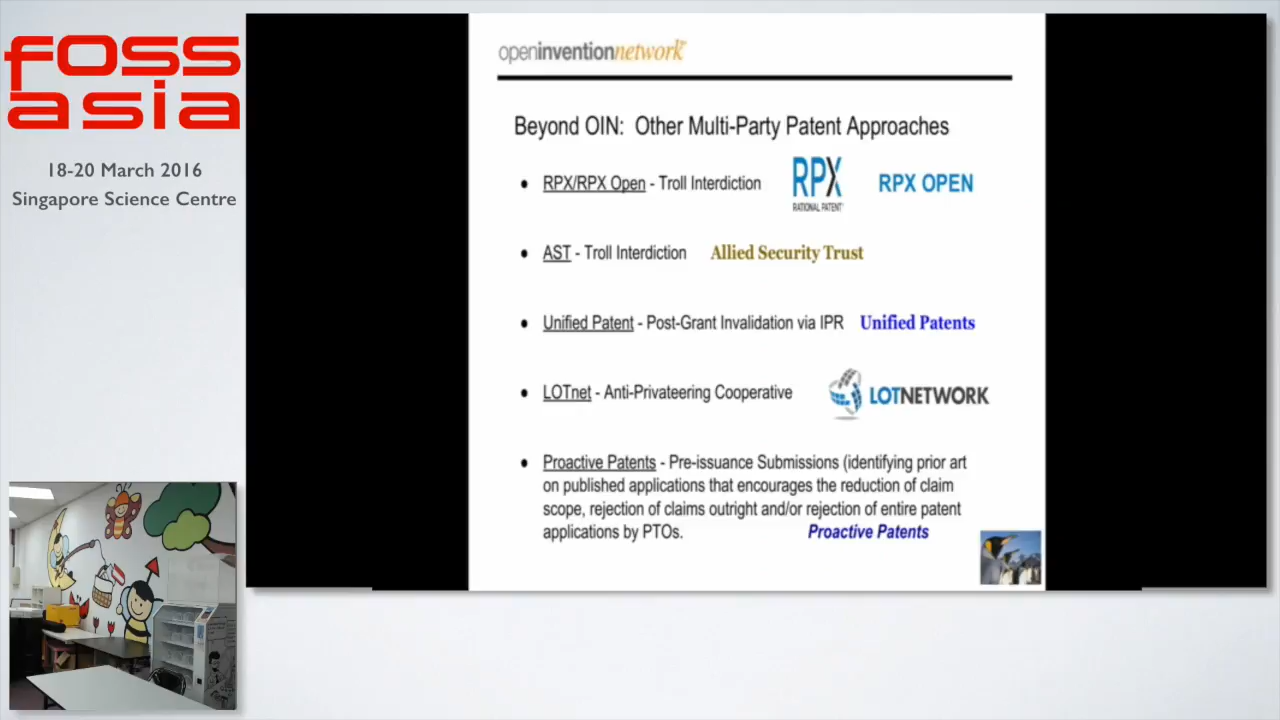 foss
asia
18-20 March 2016
Singapore Science Centre
openinventionnetwork
Beyond OIN: Other Multi-Party Patent Approaches
• RPX/RPX Open - Troll Interdiction
RPX
RATIONAL PATENT
RPX OPEN
• AST - Troll Interdiction
Allied Security Trust
• Unified Patent - Post-Grant Invalidation via IPR
Unified Patents
• LOTnet - Anti-Privateering Cooperative
LOTNETWORK
• Proactive Patents - Pre-issuance Submissions (identifying prior art
on published applications that encourages the reduction of claim
scope, rejection of claims outright and/or rejection of entire patent
applications by PTOs.
Proactive Patents